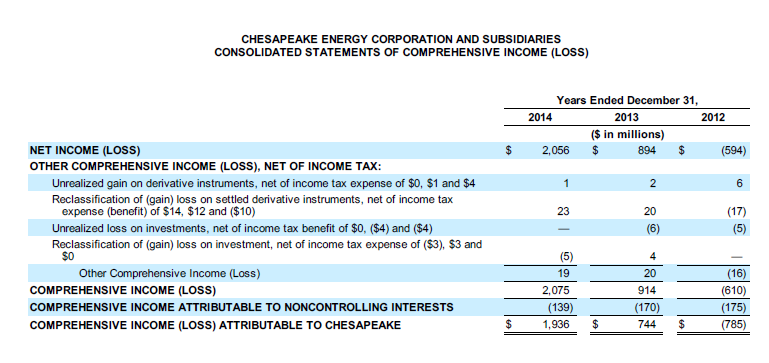 CHESAPEAKE ENERGY CORPORATION AND SUBSIDIARIES
CONSOLIDATED STATEMENTS OF COMPREHENSIVE INCOME (LOSS)
Years Ended December 31,
2014 2013 2012
($ in millions)
NET INCOME (LOSS) $ 2,056 $ 894 $ (594)
OTHER COMPREHENSIVE INCOME (LOSS), NET OF INCOME TAX:
Unrealized gain on derivative instruments, net of income tax expense of $0, $1 and $4 1 2 6
Reclassification of (gain) loss on settled derivative instruments, net of income tax
expense (benefit) of $14, $12 and ($10) 23 20 (17)
Unrealized loss on investments, net of income tax benefit of $0, ($4) and ($4) — (6) (5)
Reclassification of (gain) loss on investment, net of income tax expense of ($3), $3 and
$0 (5) 4 —
Other Comprehensive Income (Loss) 19 20 (16)
COMPREHENSIVE INCOME (LOSS) 2,075 914 (610)
COMPREHENSIVE INCOME ATTRIBUTABLE TO NONCONTROLLING INTERESTS (139) (170) (175)
COMPREHENSIVE INCOME (LOSS) ATTRIBUTABLE TO CHESAPEAKE $ 1,936 $ 744 $ (785)